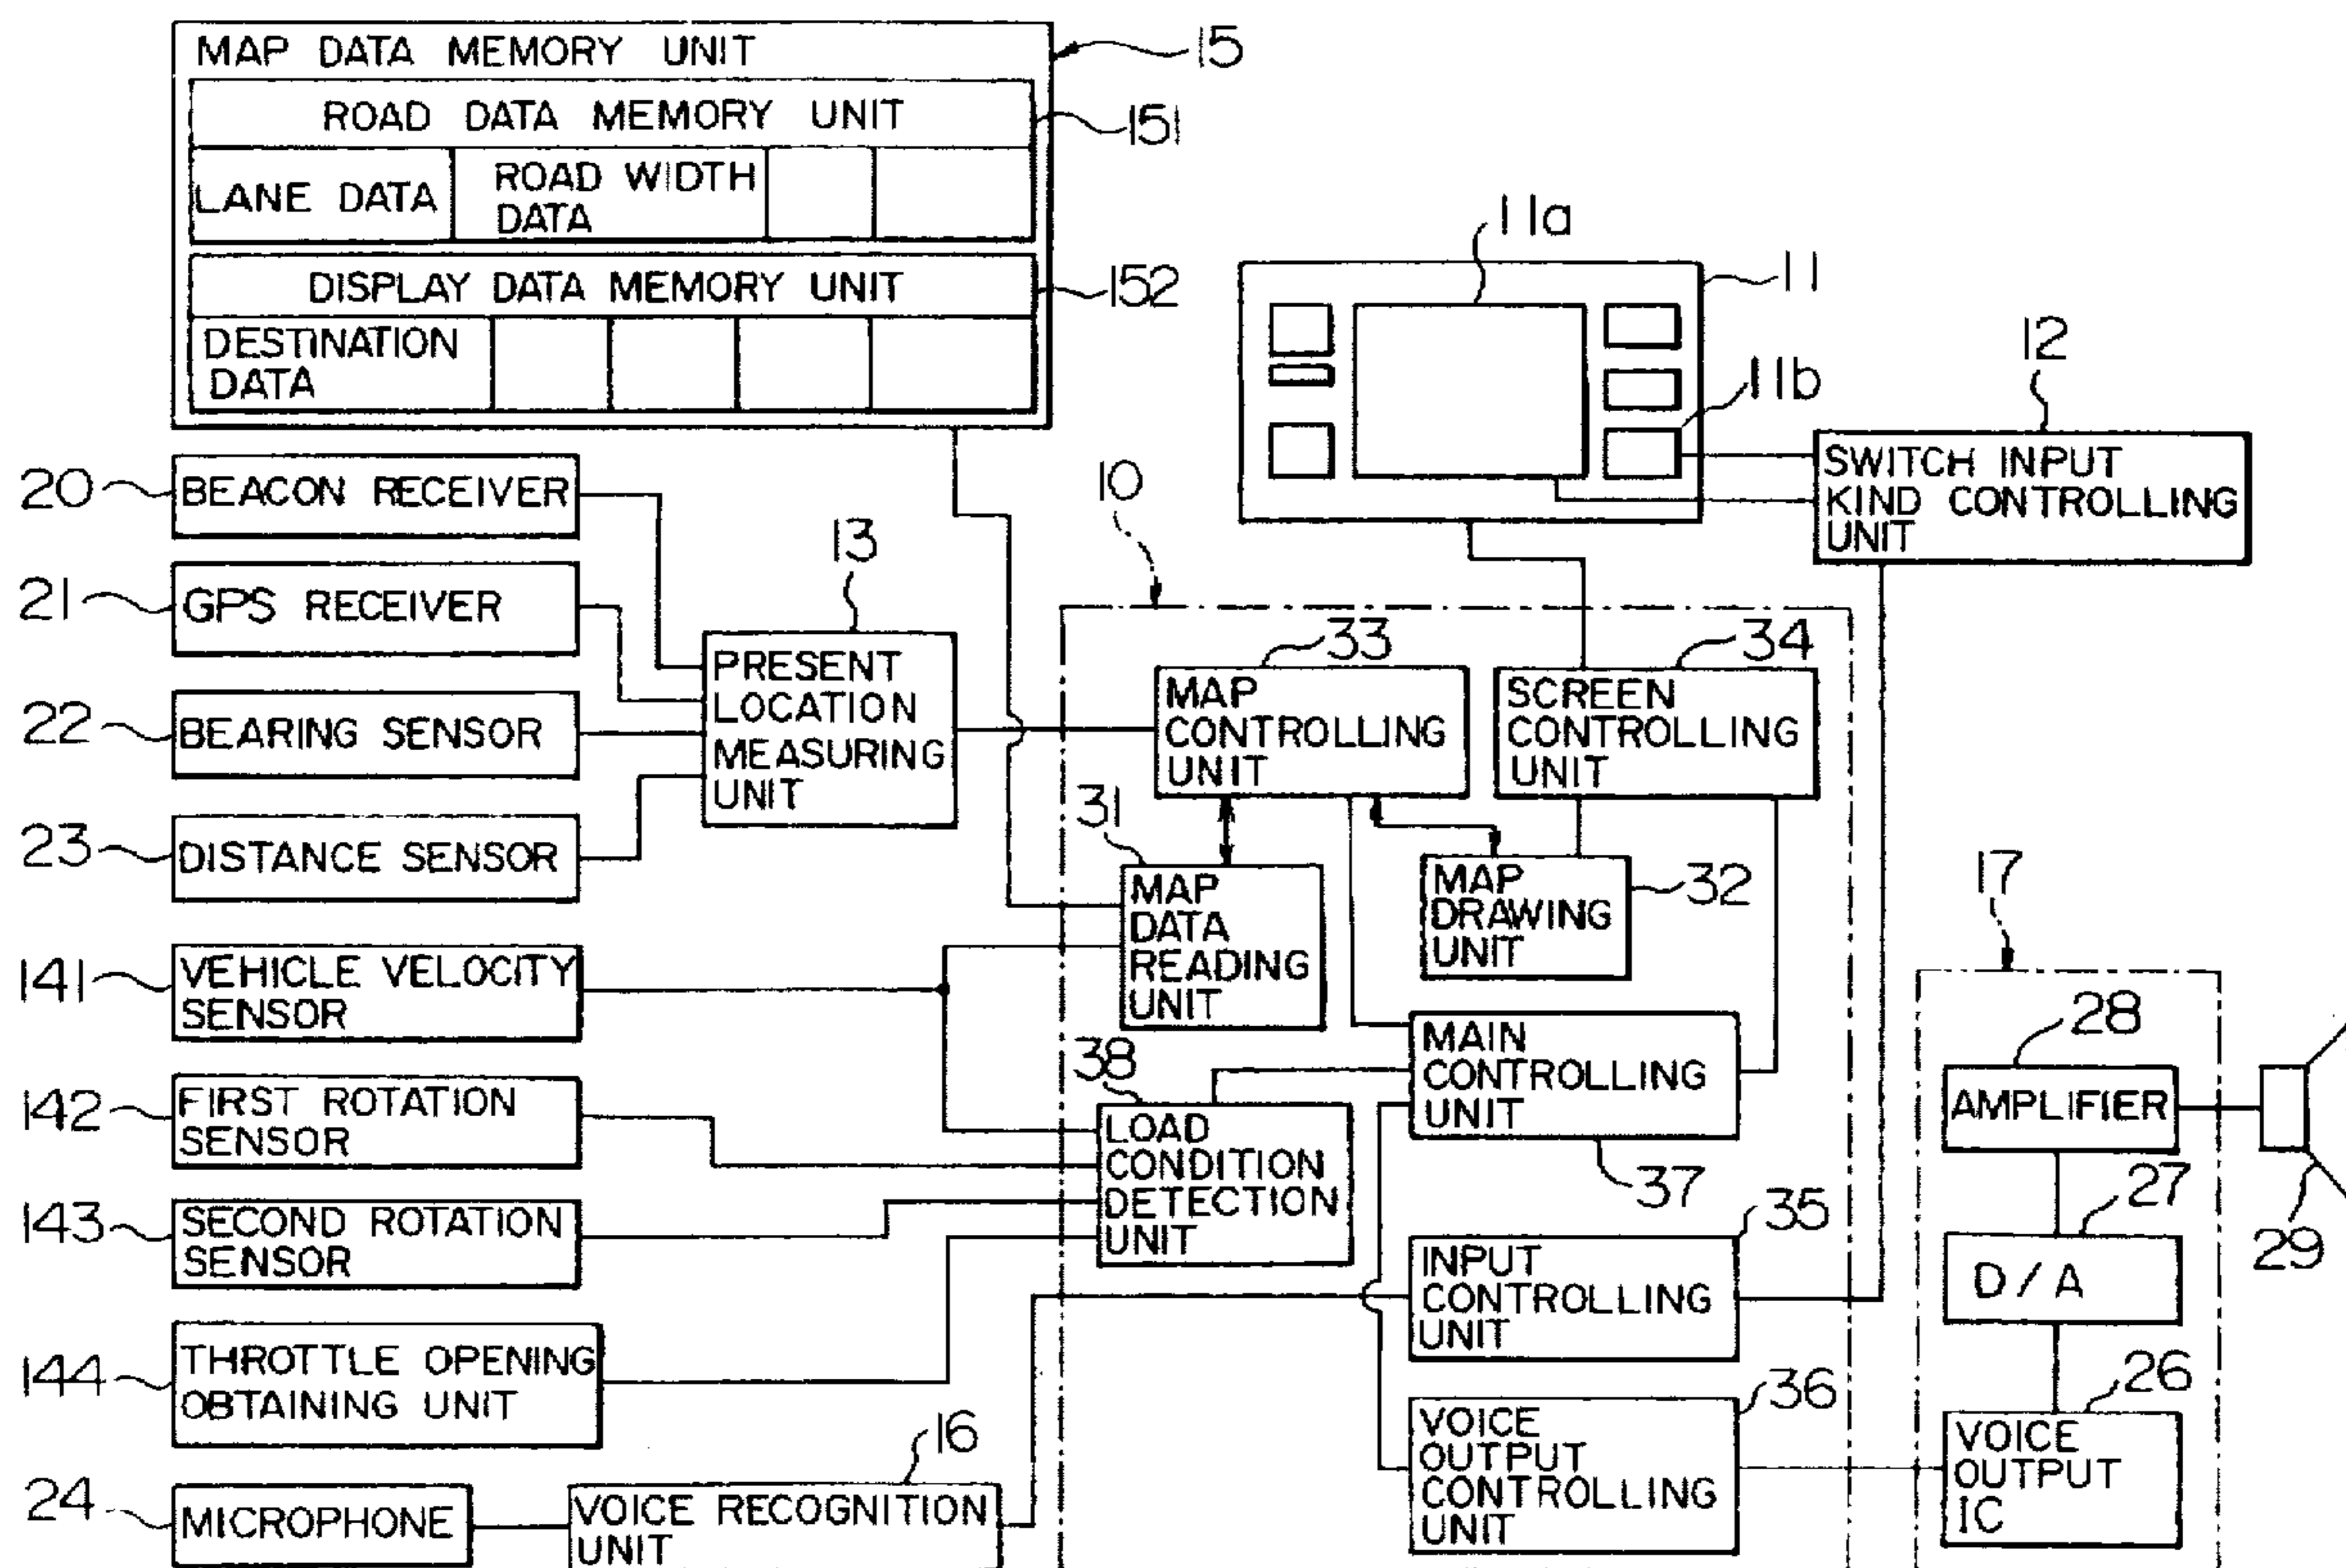 MAP DATA MEMORY UNIT
15
ROAD DATA MEMORY UNIT
151
LANE DATA
ROAD WIDTH
DATA
DISPLAY DATA MEMORY UNIT
152
DESTINATION
DATA
11a
11
11b
12
SWITCH INPUT
KIND CONTROLLING
UNIT
20
BEACON RECEIVER
21
GPS RECEIVER
22
BEARING SENSOR
23
DISTANCE SENSOR
13
PRESENT
LOCATION
MEASURING
UNIT
10
33
MAP
CONTROLLING
UNIT
34
SCREEN
CONTROLLING
UNIT
31
MAP
DATA
READING
UNIT
MAP
DRAWING
UNIT
32
141
VEHICLE VELOCITY
SENSOR
142
FIRST ROTATION
SENSOR
143
SECOND ROTATION
SENSOR
144
THROTTLE OPENING
OBTAINING UNIT
38
LOAD
CONDITION
DETECTION
UNIT
MAIN
CONTROLLING
UNIT
37
35
INPUT
CONTROLLING
UNIT
36
VOICE
OUTPUT
CONTROLLING
UNIT
17
28
AMPLIFIER
27
D/A
29
26
VOICE
OUTPUT
IC
24
MICROPHONE
16
VOICE RECOGNITION
UNIT